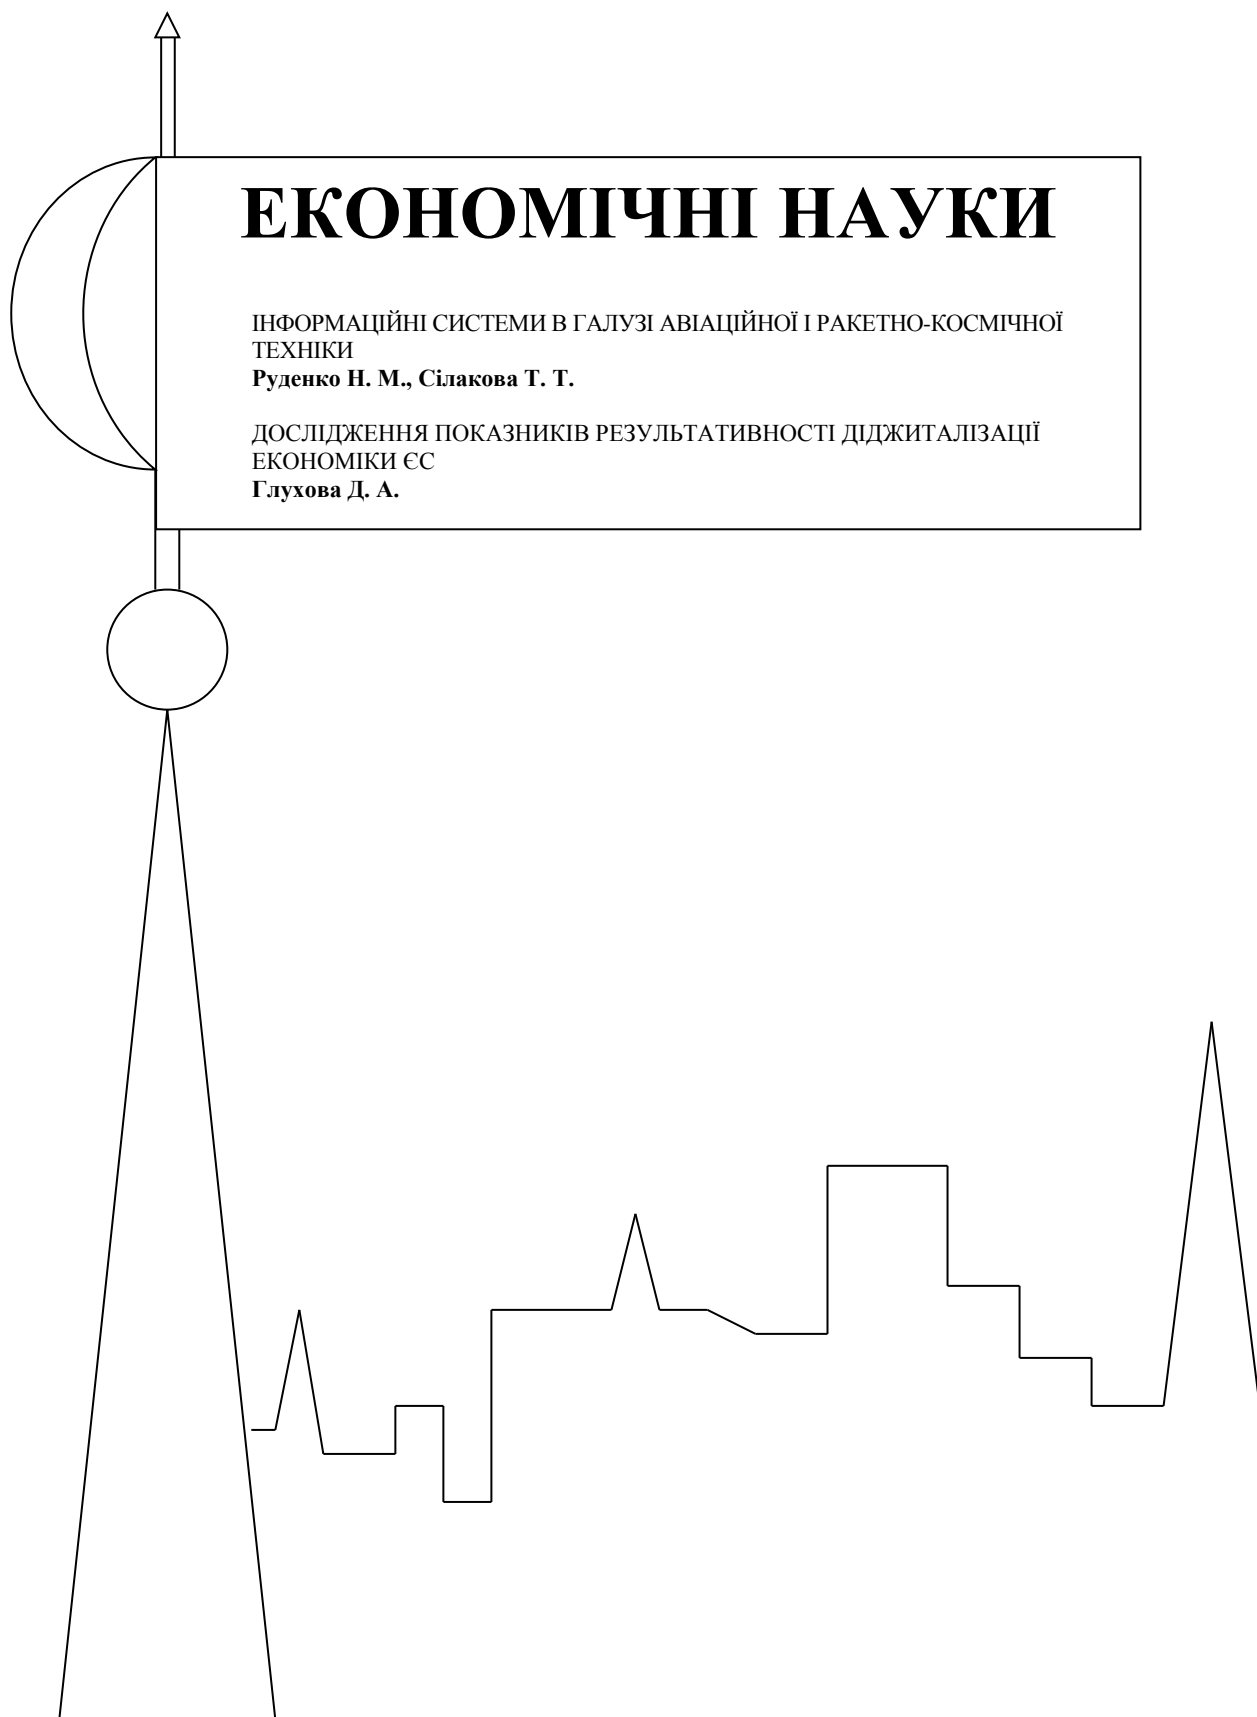 ЕКОНОМІЧНІ НАУКИ
ІНФОРМАЦІЙНІ СИСТЕМИ В ГАЛУЗІ АВІАЦІЙНОЇ І РАКЕТНО-КОСМІЧНОЇ
ТЕХНІКИ
Руденко Н. М., Сілакова Т. Т.
ДОСЛІДЖЕННЯ ПОКАЗНИКІВ РЕЗУЛЬТАТИВНОСТІ ДІДЖИТАЛІЗАЦІЇ
ЕКОНОМІКИ ЄС
Глухова Д. А.